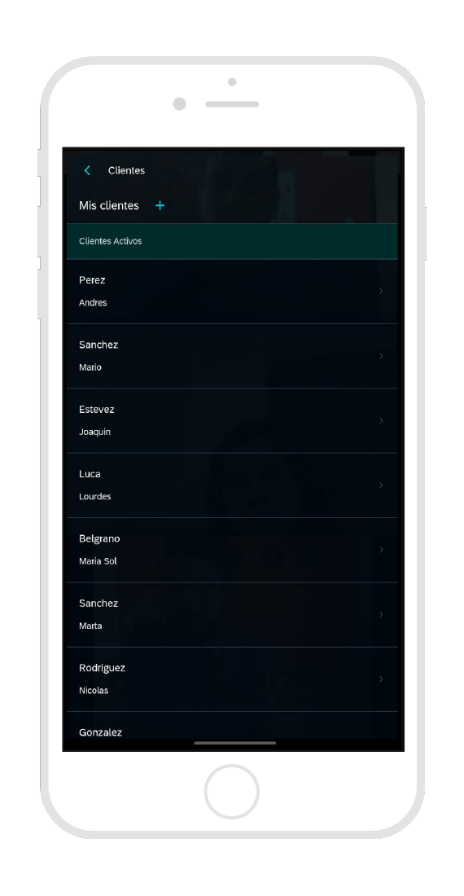 Clientes
Mis clientes +
Clientes Activos
Perez
Andres
Sanchez
Mario
Estevez
Joaquin
Luca
Lourdes
Belgrano
Maria Sol
Sanchez
Marta
Rodriguez
Nicolas
Gonzalez